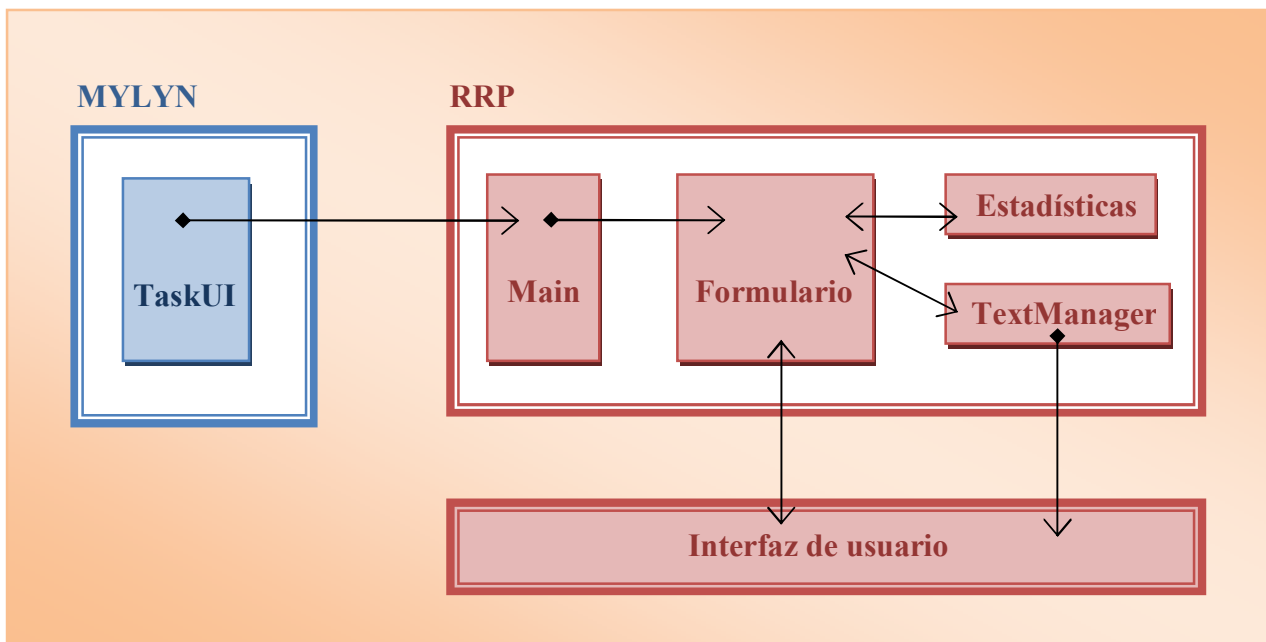 MYLYN
RRP
TaskUI
Main
Formulario
Estadísticas
TextManager
Interfaz de usuario